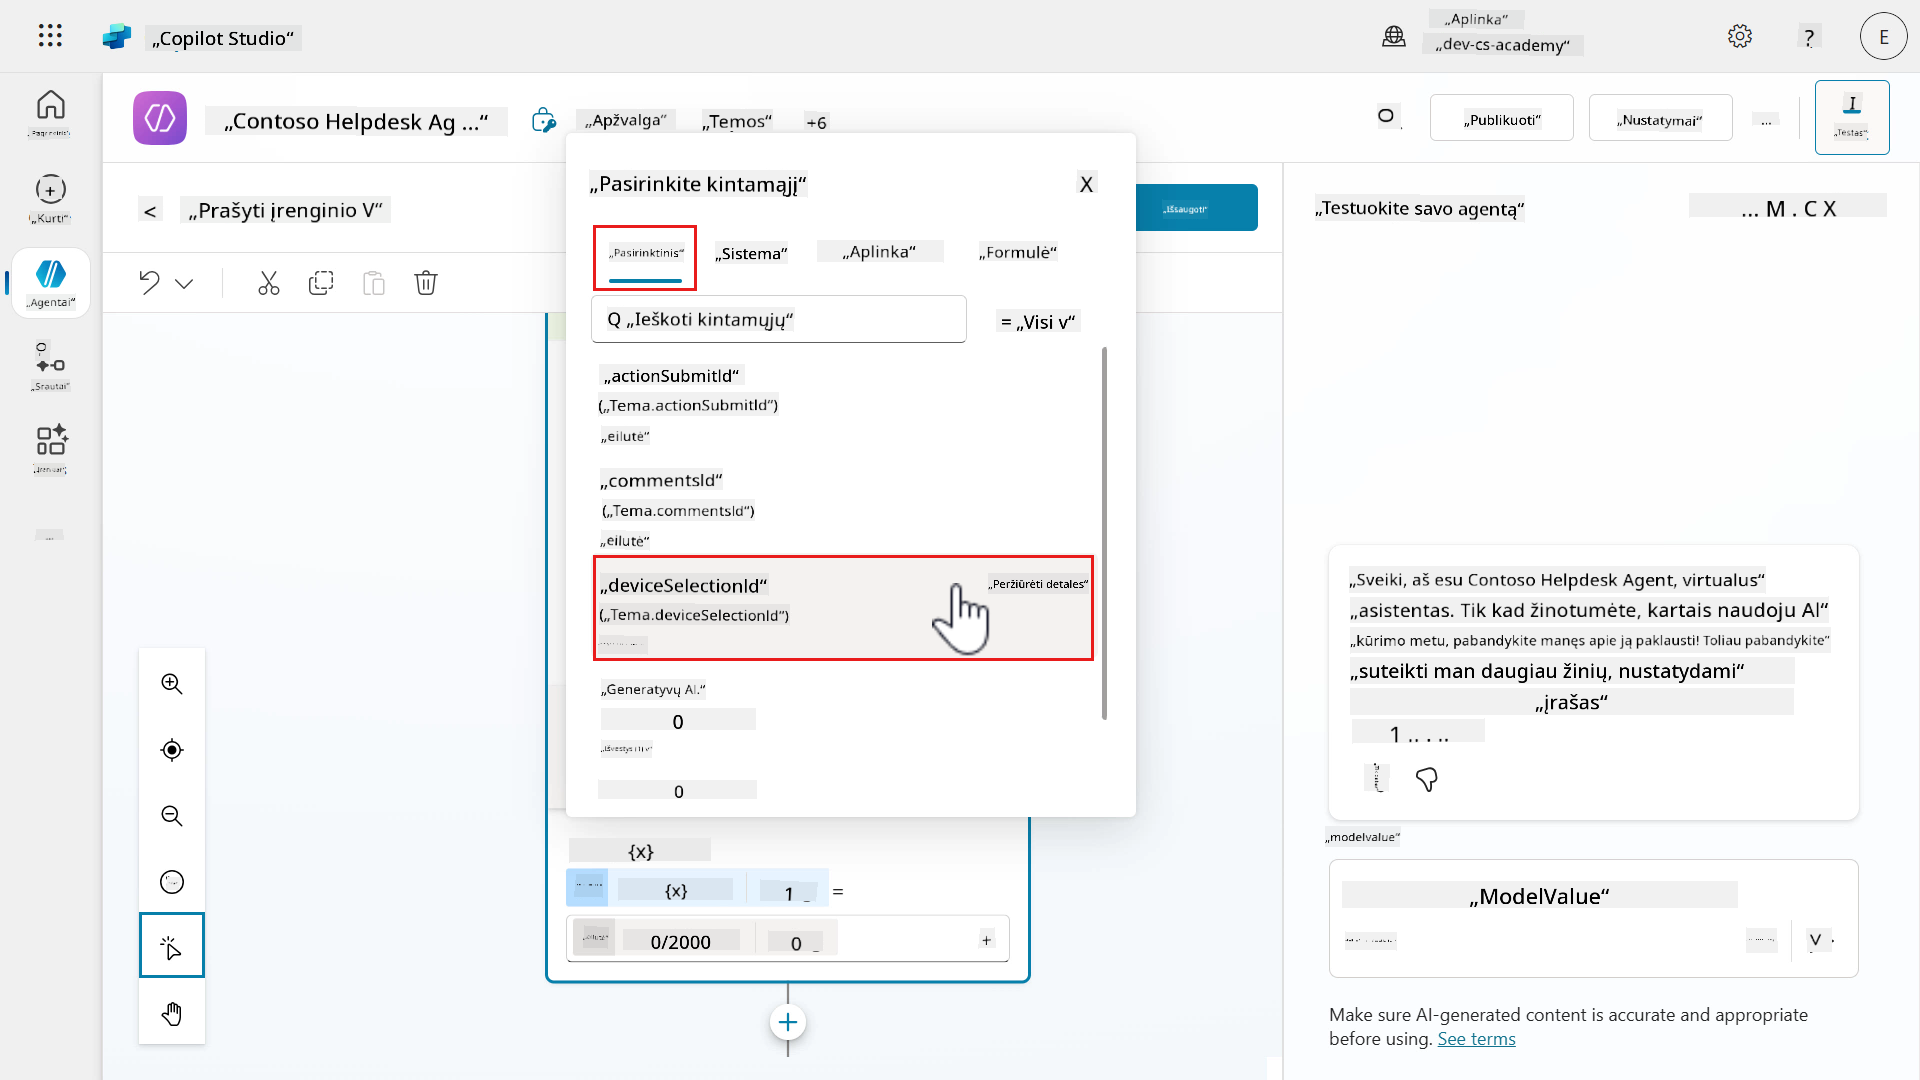 „Copilot Studio“
„Aplinka“
„dev-cs-academy“
?
E
„Contoso Helpdesk Ag ...“
„Apžvalga“
„Temos“
+6
„Publikuoti“
„Nustatymai“
...
„Testas“
„Kurti“
„Agentai“
„Srautai“
< „Prašyti įrenginio V“
„Išsaugoti“
„Pasirinkite kintamąjį“
X
„Pasirinktinis“
„Sistema“
„Aplinka“
„Formulė“
Q „Ieškoti kintamųjų“
= „Visi v“
„actionSubmitId“
(„Tema.actionSubmitId“)
„eilutė“
„commentsId“
(„Tema.commentsId“)
„eilutė“
„deviceSelectionId“
„Peržiūrėti detales“
(„Tema.deviceSelectionId“)
„Generatyvų AI.“
0
0
{x}
{x}
1
=
0/2000
0
+
„Testuokite savo agentą“
... M . C X
„Sveiki, aš esu Contoso Helpdesk Agent, virtualus“
„asistentas. Tik kad žinotumėte, kartais naudoju AI“
„kūrimo metu, pabandykite manęs apie ją paklausti! Toliau pabandykite“
„suteikti man daugiau žinių, nustatydami“
„įrašas“
1 .. . ..
„modelvalue“
„ModelValue“
V
Make sure AI-generated content is accurate and appropriate
before using. See terms